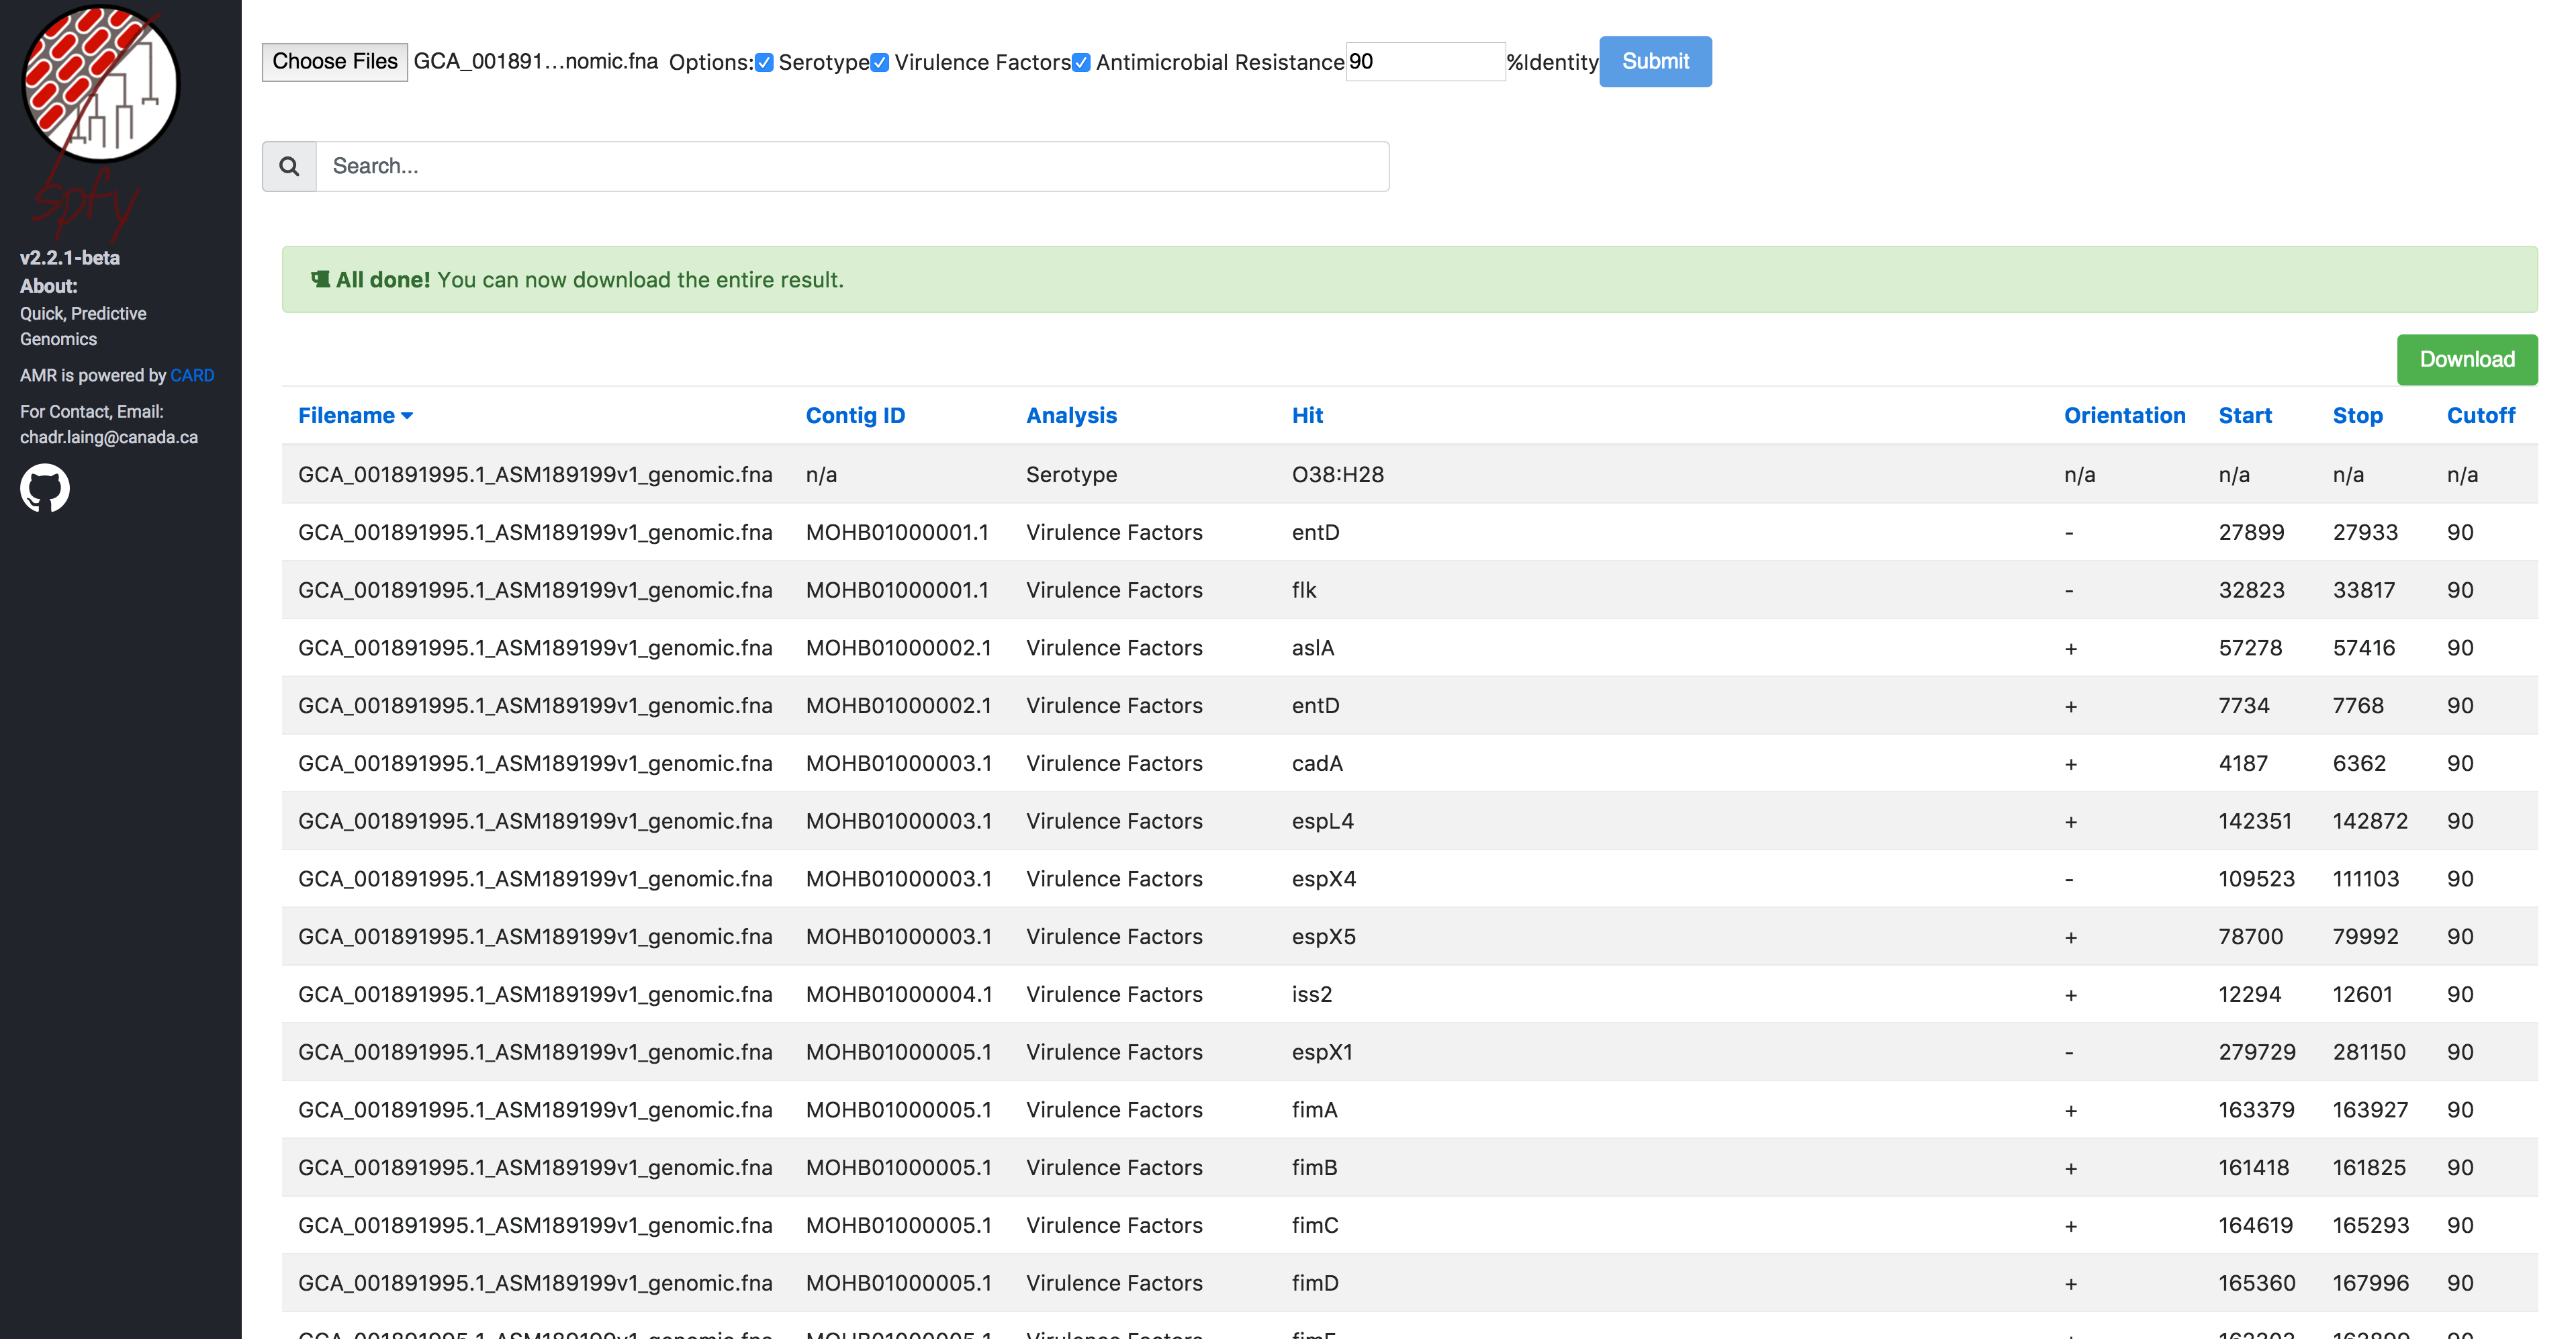 spfy
v2.2.1-beta
About:
Quick, Predictive
Genomics
AMR is powered by CARD
For Contact, Email:
chadr.laing@canada.ca
Choose Files GCA_001891...nomic.fna Options: Serotype Virulence Factors Antimicrobial Resistance 90 %Identity Submit
Search...
All done! You can now download the entire result.
Download
Filename Contig ID Analysis Hit Orientation Start Stop Cutoff
GCA_001891995.1_ASM189199v1_genomic.fna n/a Serotype O38:H28 n/a n/a n/a n/a
GCA_001891995.1_ASM189199v1_genomic.fna MOHB01000001.1 Virulence Factors entD - 27899 27933 90
GCA_001891995.1_ASM189199v1_genomic.fna MOHB01000001.1 Virulence Factors flk - 32823 33817 90
GCA_001891995.1_ASM189199v1_genomic.fna MOHB01000002.1 Virulence Factors aslA + 57278 57416 90
GCA_001891995.1_ASM189199v1_genomic.fna MOHB01000002.1 Virulence Factors entD + 7734 7768 90
GCA_001891995.1_ASM189199v1_genomic.fna MOHB01000003.1 Virulence Factors cadA + 4187 6362 90
GCA_001891995.1_ASM189199v1_genomic.fna MOHB01000003.1 Virulence Factors espL4 + 142351 142872 90
GCA_001891995.1_ASM189199v1_genomic.fna MOHB01000003.1 Virulence Factors espX4 - 109523 111103 90
GCA_001891995.1_ASM189199v1_genomic.fna MOHB01000003.1 Virulence Factors espX5 + 78700 79992 90
GCA_001891995.1_ASM189199v1_genomic.fna MOHB01000004.1 Virulence Factors iss2 + 12294 12601 90
GCA_001891995.1_ASM189199v1_genomic.fna MOHB01000005.1 Virulence Factors espX1 - 279729 281150 90
GCA_001891995.1_ASM189199v1_genomic.fna MOHB01000005.1 Virulence Factors fimA + 163379 163927 90
GCA_001891995.1_ASM189199v1_genomic.fna MOHB01000005.1 Virulence Factors fimB + 161418 161825 90
GCA_001891995.1_ASM189199v1_genomic.fna MOHB01000005.1 Virulence Factors fimC + 164619 165293 90
GCA_001891995.1_ASM189199v1_genomic.fna MOHB01000005.1 Virulence Factors fimD + 165360 167996 90